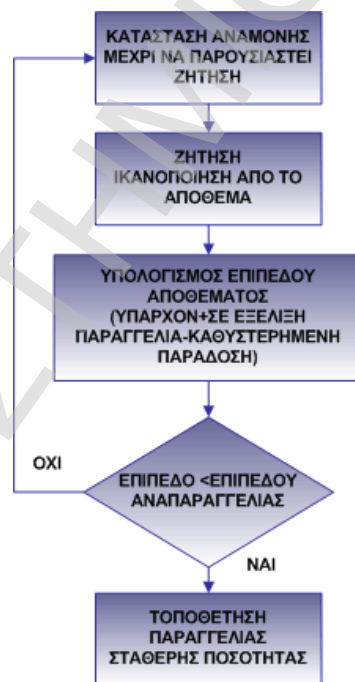 ΚΑΤΑΣΤΑΣΗ ΑΝΑΜΟΝΗΣ
ΜΕΧΡΙ ΝΑ ΠΑΡΟΥΣΙΑΣΤΕΙ
ΖΗΤΗΣΗ
ΖΗΤΗΣΗ
ΙΚΑΝΟΠΟΙΗΣΗ ΑΠΟ ΤΟ
ΑΠΟΘΕΜΑ
ΥΠΟΛΟΓΙΣΜΟΣ ΕΠΙΠΕΔΟΥ
ΑΠΟΘΕΜΑΤΟΣ
(ΥΠΑΡΧΟΝ+ΣΕ ΕΞΕΛΙΞΗ
ΠΑΡΑΓΓΕΛΙΑ-ΚΑΘΥΣΤΕΡΗΜΕΝΗ
ΠΑΡΑΔΟΣΗ)
ΟΧΙ
ΕΠΙΠΕΔΟ <ΕΠΙΠΕΔΟΥ
ΑΝΑΠΑΡΑΓΓΕΛΙΑΣ
ΝΑΙ
ΤΟΠΟΘΕΤΗΣΗ
ΠΑΡΑΓΓΕΛΙΑΣ
ΣΤΑΘΕΡΗΣ ΠΟΣΟΤΗΤΑΣ